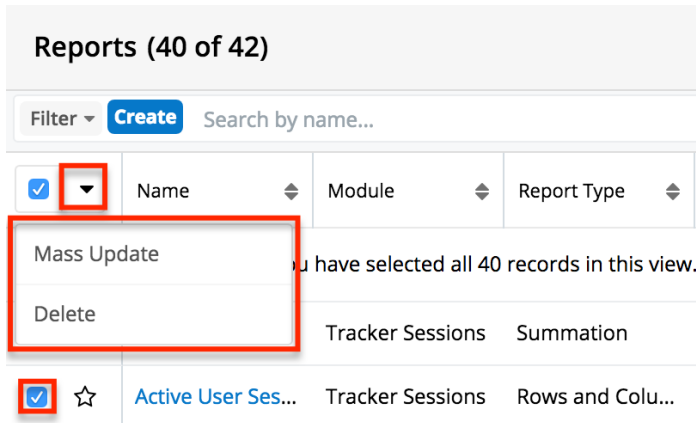 Reports (40 of 42)
Filter Create Search by name...
Name Module Report Type
Mass Update
u have selected all 40 records in this view.
Delete
Tracker Sessions Summation
Active User Ses... Tracker Sessions Rows and Colu...